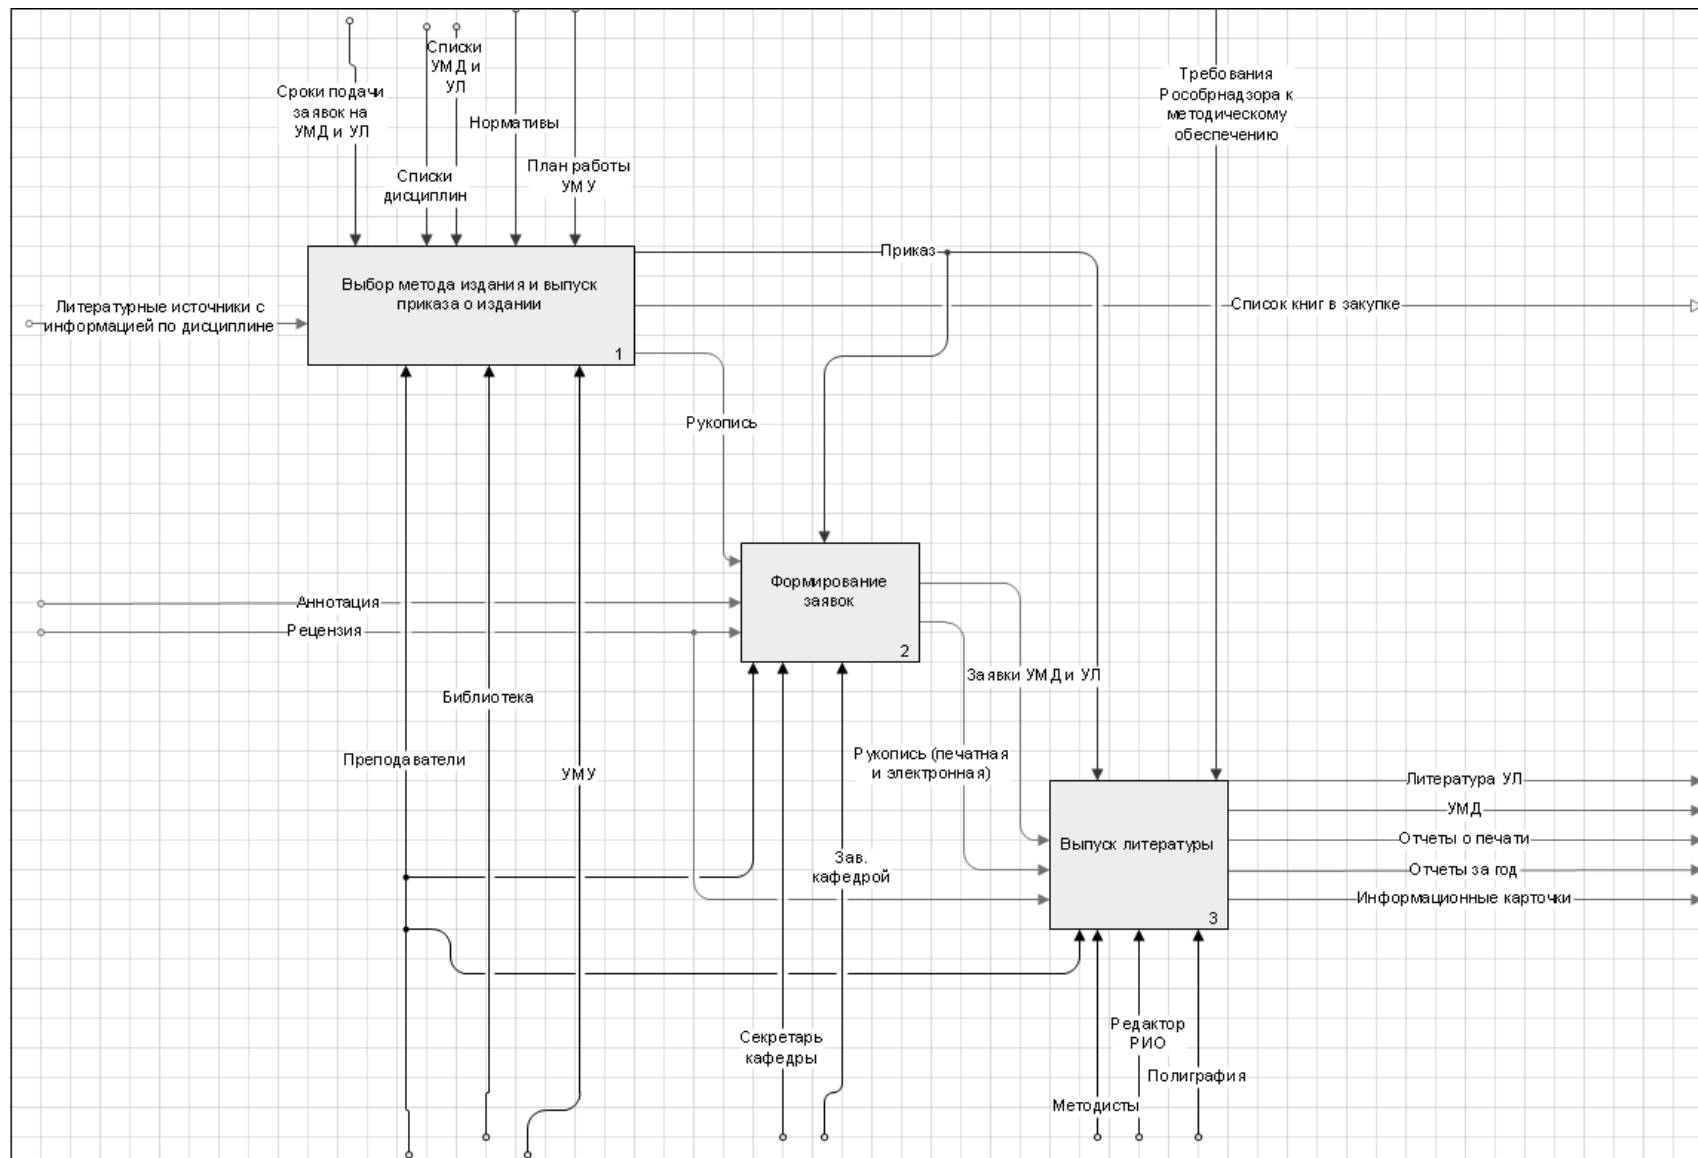 Списки
УМД и
УЛ
Сроки подачи
заявок на
УМД и УЛ
Нормативы
Требования
Рособрнадзора к
методическому
обеспечению
План работы
УМУ
Списки
дисциплин
Приказ
Выбор метода издания и выпуск
приказа о издании
1
Литературные источники с
информацией по дисциплине
Список книг в закупке
Рукопись
Формирование
заявок
2
Аннотация
Рецензия
Заявки УМД и УЛ
Библиотека
Преподаватели
УМУ
Рукопись (печатная
и электронная)
Литература УЛ
УМД
Отчеты о печати
Отчеты за год
Информационные карточки
Выпуск литературы
3
Зав.
кафедрой
Секретарь
кафедры
Редактор
РИО
Полиграфия
Методисты